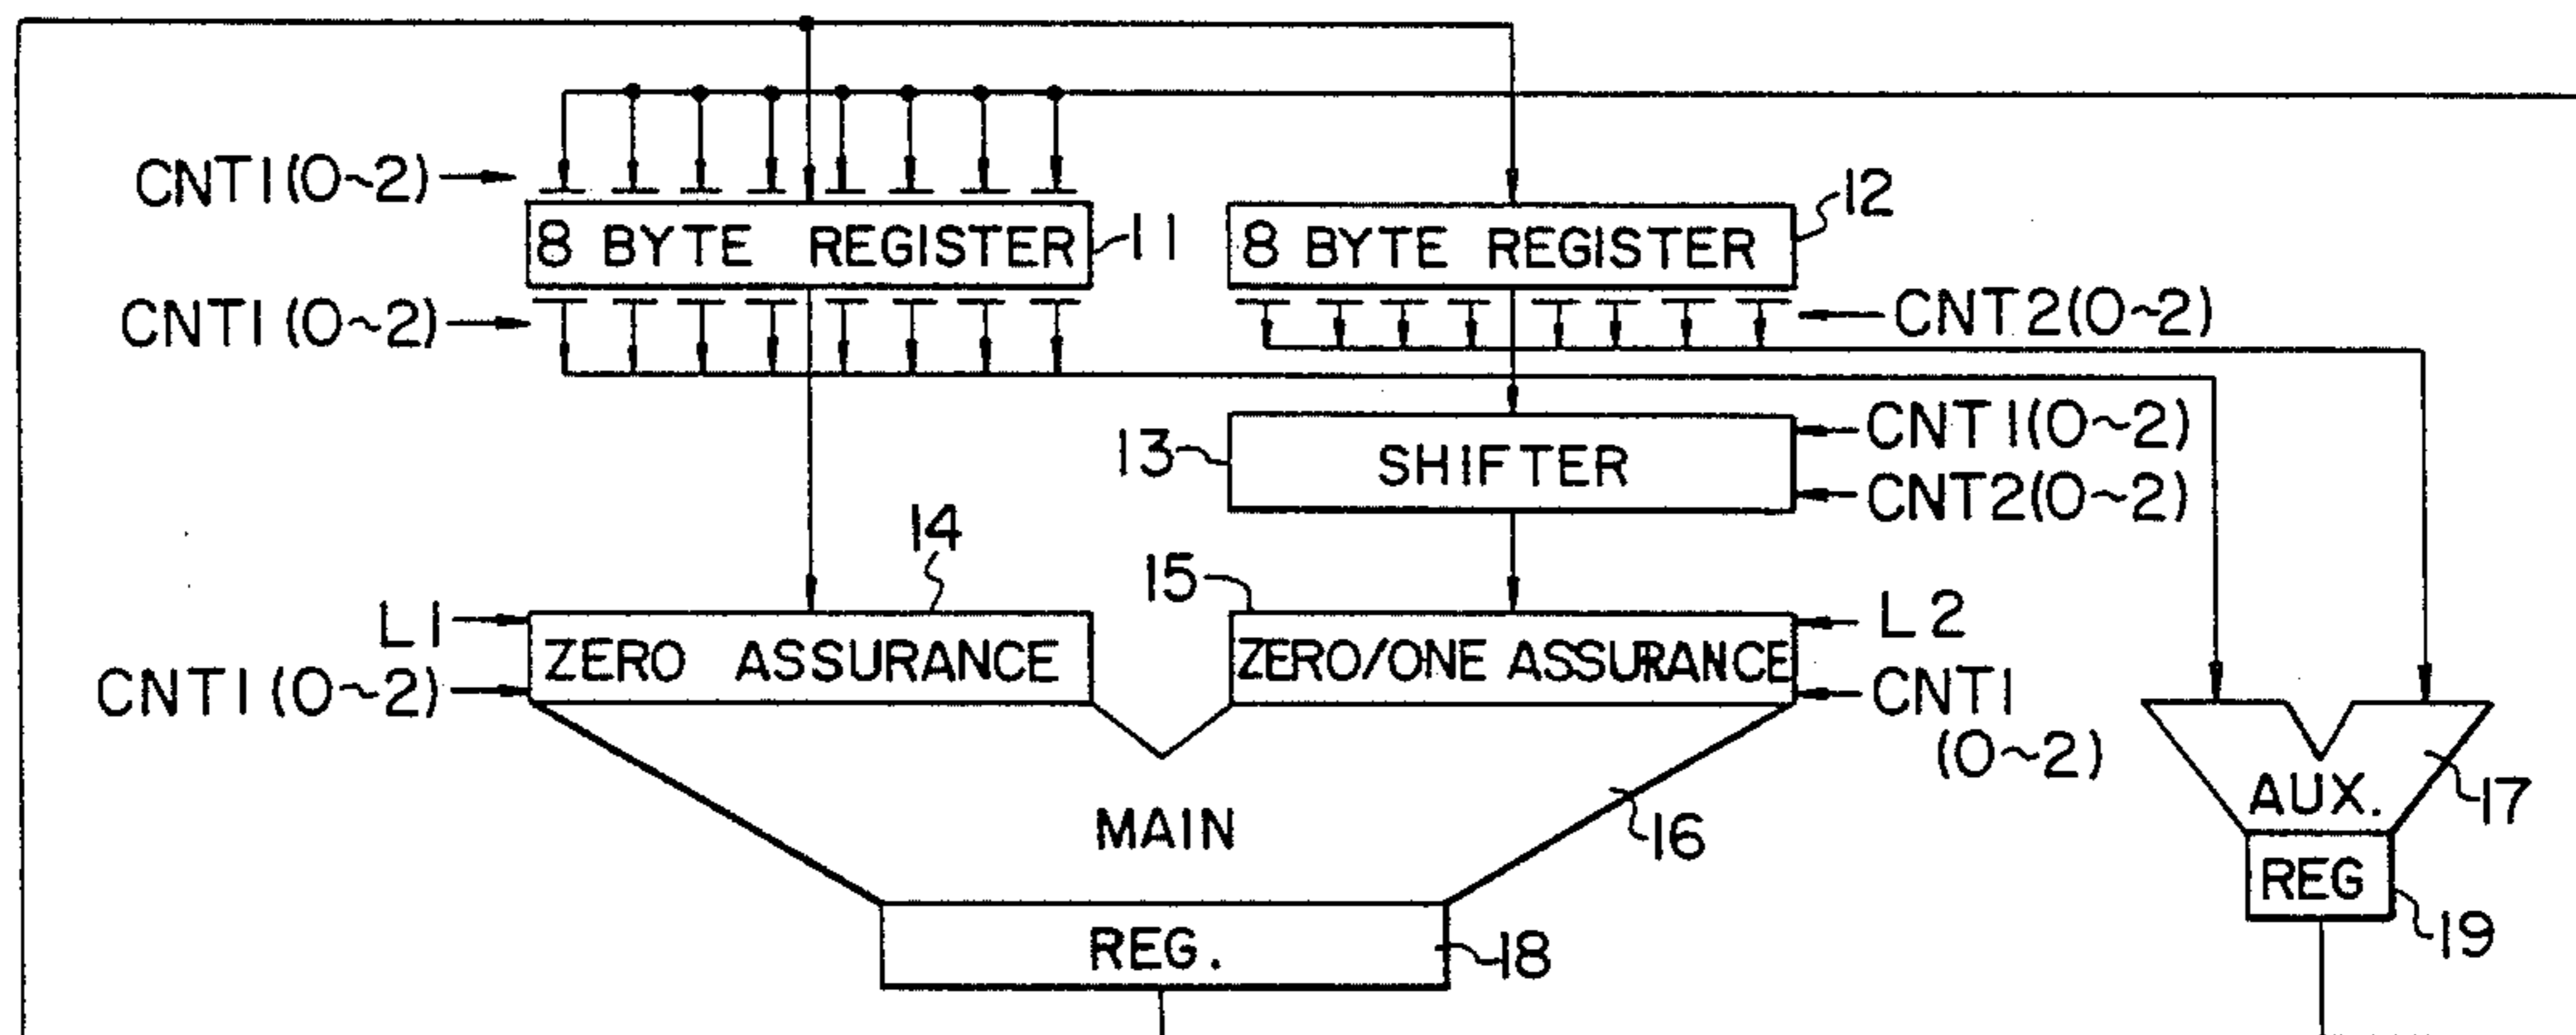 CNT1(0~2)
8 BYTE REGISTER
11
8 BYTE REGISTER
12
CNT1(0~2)
CNT2(0~2)
13
SHIFTER
CNT1(0~2)
CNT2(0~2)
14
15
L1
ZERO ASSURANCE
ZERO/ONE ASSURANCE
L2
CNT1(0~2)
CNT1
(0~2)
MAIN
16
AUX.
17
REG.
18
REG
19